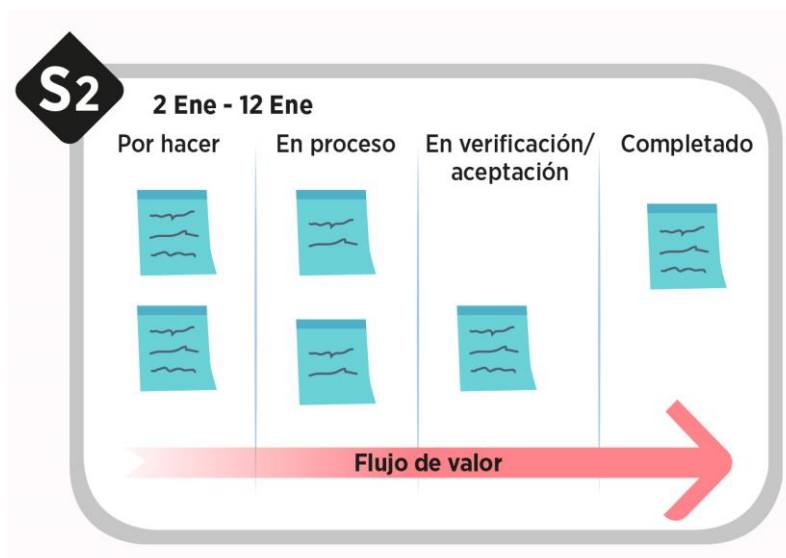 S2
2 Ene - 12 Ene
Por hacer
En proceso
En verificación/
aceptación
Completado
Flujo de valor